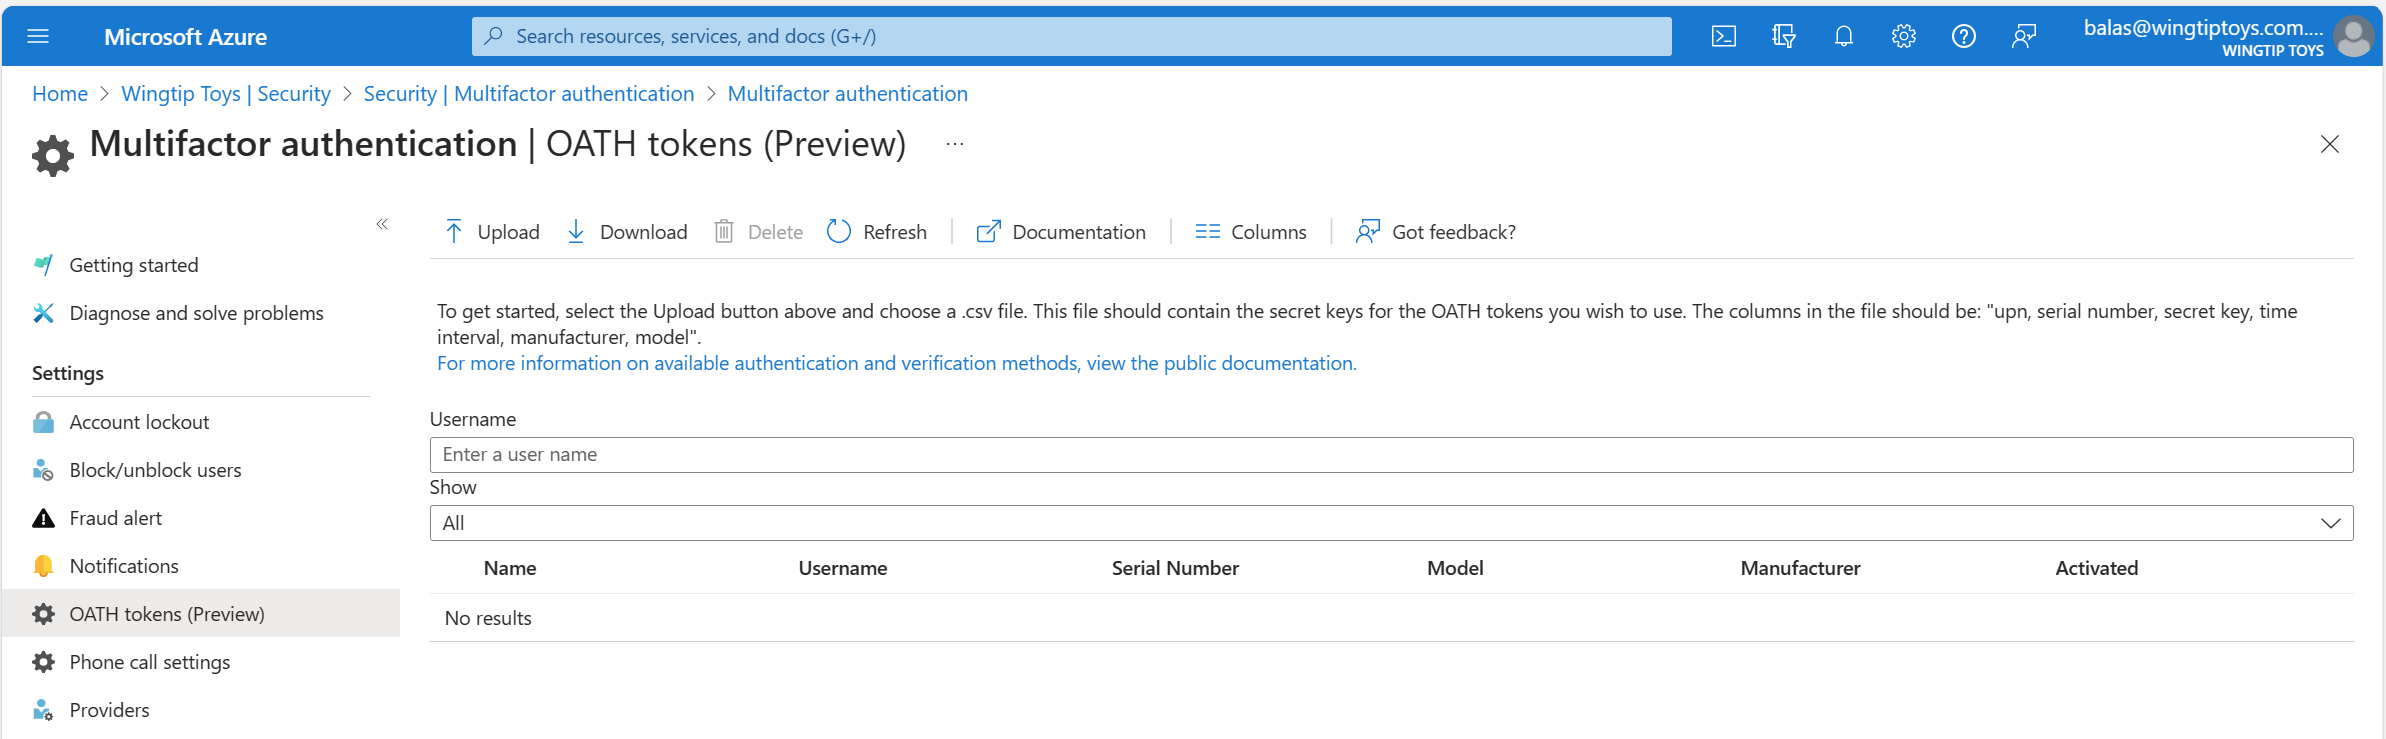 Microsoft Azure
Search resources, services, and docs (G+/)
balas@wingtiptoys.com....
WINGTIP TOYS
Home > Wingtip Toys | Security > Security | Multifactor authentication > Multifactor authentication
Multifactor authentication | OATH tokens (Preview) ...
«
Upload Download Delete Refresh Documentation Columns Got feedback?
Getting started
Diagnose and solve problems
Settings
Account lockout
Block/unblock users
Fraud alert
Notifications
OATH tokens (Preview)
Phone call settings
Providers
To get started, select the Upload button above and choose a .csv file. This file should contain the secret keys for the OATH tokens you wish to use. The columns in the file should be: "upn, serial number, secret key, time
interval, manufacturer, model".
For more information on available authentication and verification methods, view the public documentation.
Username
Enter a user name
Show
All
Name Username Serial Number Model Manufacturer Activated
No results